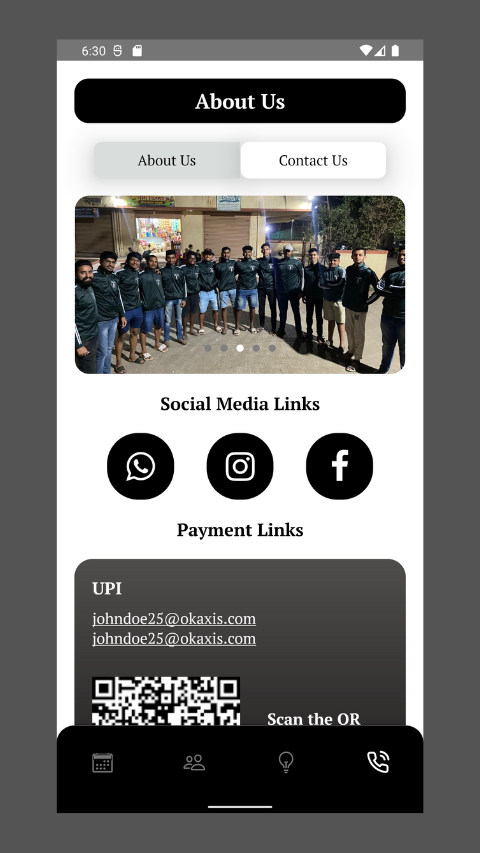 6:30
About Us
About Us
Contact Us
Social Media Links
Payment Links
UPI
johndoe25@okaxis.com
johndoe25@okaxis.com
Scan the QR